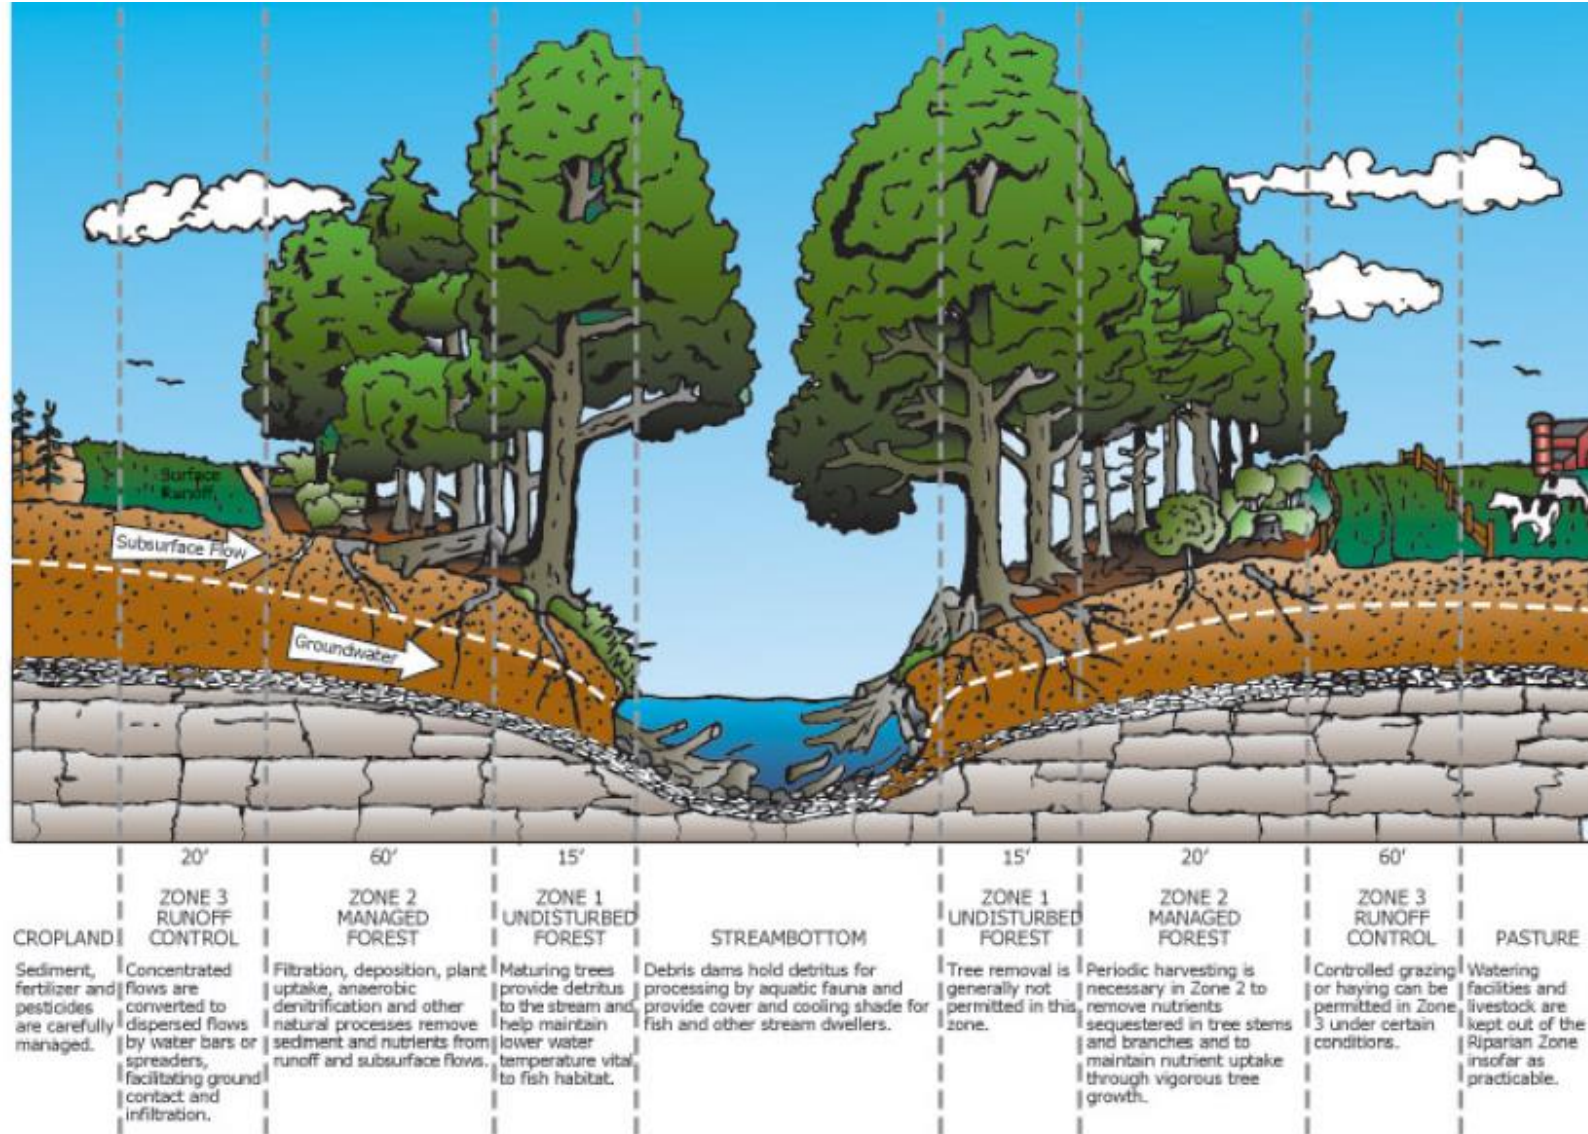 Surface
Runoff
Subsurface Flow
Groundwater
20'
60'
15'
15'
20'
60'
CROPLAND
Sediment,
fertilizer and
pesticides
are carefully
managed.
ZONE 3
RUNOFF
CONTROL
Concentrated
flows are
converted to
dispersed flows
by water bars or
spreaders,
facilitating ground
contact and
infiltration.
ZONE 2
MANAGED
FOREST
Filtration, deposition, plant
uptake, anaerobic
denitrification and other
natural processes remove
sediment and nutrients from
runoff and subsurface flows.
ZONE 1
UNDISTURBED
FOREST
Maturing trees
provide detritus
to the stream and
help maintain
lower water
temperature vital
to fish habitat.
STREAMBOTTOM
Debris dams hold detritus for
processing by aquatic fauna and
provide cover and cooling shade for
fish and other stream dwellers.
ZONE 1
UNDISTURBED
FOREST
Tree removal is
generally not
permitted in this
zone.
ZONE 2
MANAGED
FOREST
Periodic harvesting is
necessary in Zone 2 to
remove nutrients
sequestered in tree stems
and branches and to
maintain nutrient uptake
through vigorous tree
growth.
ZONE 3
RUNOFF
CONTROL
Controlled grazing
or haying can be
permitted in Zone
3 under certain
conditions.
PASTURE
Watering
facilities and
livestock are
kept out of the
Riparian Zone
insofar as
practicable.